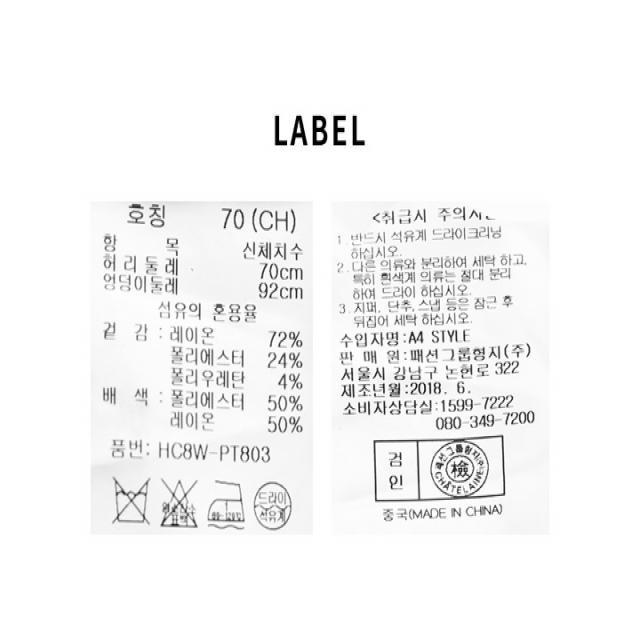 LABEL
호칭 70 (CH)
항 목 신체치수
허리 둘레 70cm
엉덩이둘레 92cm
섬유의 혼용율
겉 감 : 레이온 72%
폴리에스터 24%
폴리우레탄 4%
배 색 : 폴리에스터 50%
레이온 50%
품번: HC8W-PT803
80~120℃
드라이
석유계
<취급시 주의사
1. 반드시 석유계 드라이크리닝
하십시오.
2. 다른 의류와 분리하여 세탁 하고,
특히 흰색계 의류는 절대 분리
하여 드라이 하십시오.
3. 지퍼, 단추, 스냅 등은 잠근 후
뒤집어 세탁 하십시오.
수입자명: A4 STYLE
판 매 원: 패션그룹형지(주)
서울시 강남구 논현로 322
제조년월: 2018. 6.
소비자상담실: 1599-7222
080-349-7200
검
인
패션그룹형지(주)
檢
CHATELAINE
중국(MADE IN CHINA)